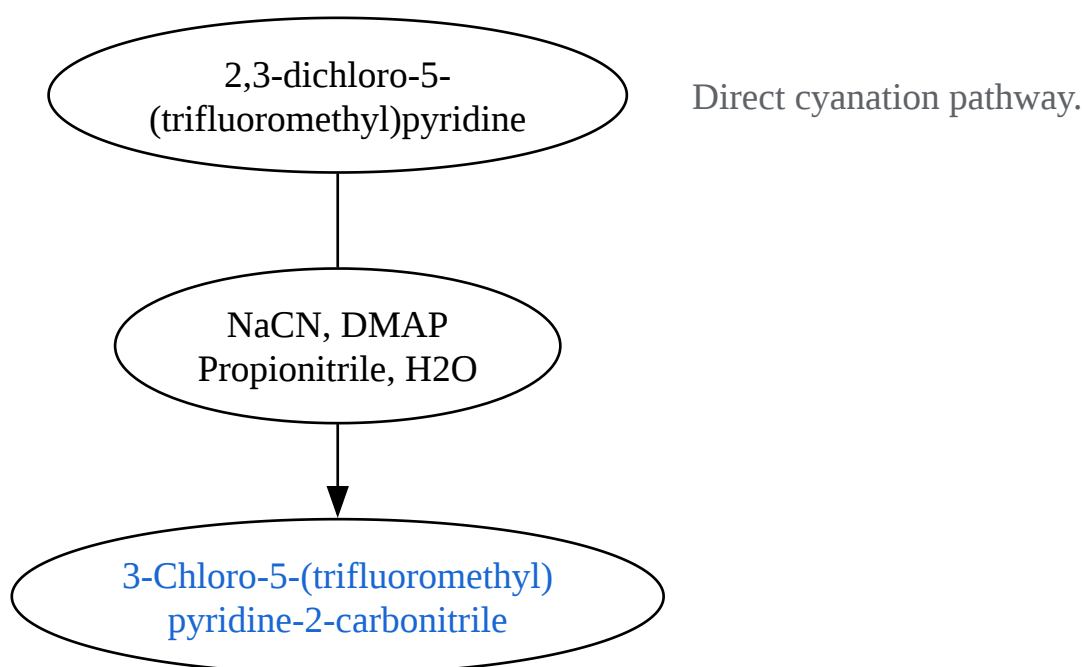 2,3-dichloro-5-
(trifluoromethyl)pyridine
Direct cyanation pathway.
NaCN, DMAP
Propionitrile, H2O
3-Chloro-5-(trifluoromethyl)
pyridine-2-carbonitrile